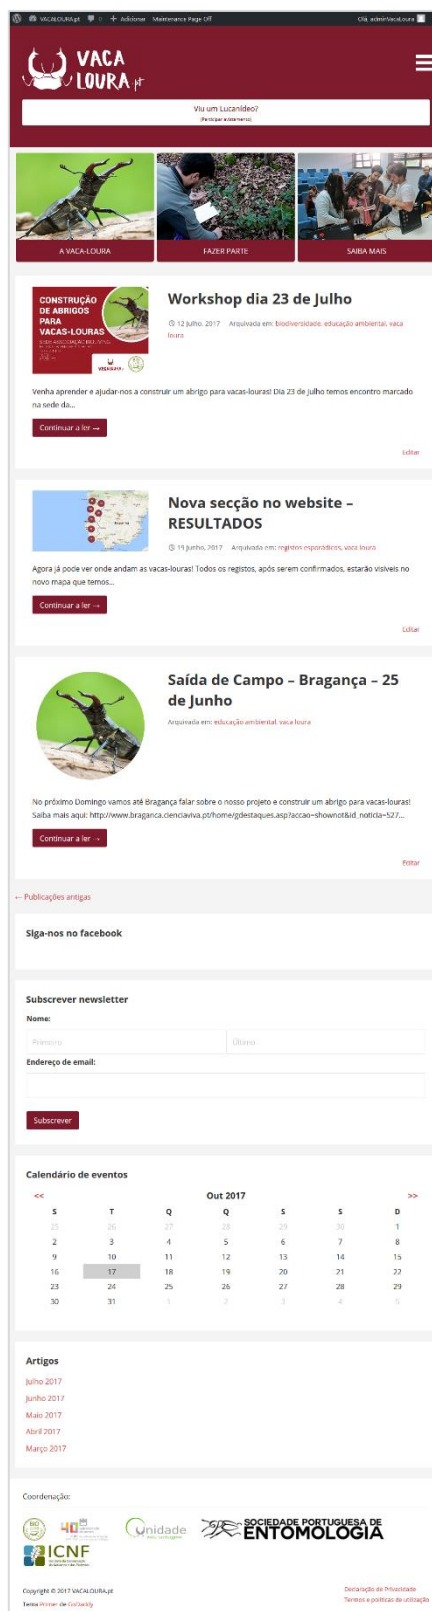 VACALOURA.pt 0 + Adicionar Maintenance Page Off Olá, adminVacaLoura
VACA
LOURA pt
Viu um Lucanídeo?
(Participar avistamento)
A VACA-LOURA FAZER PARTE SAIBA MAIS
CONSTRUÇÃO
DE ABRIGOS
PARA
VACAS-LOURAS
Workshop dia 23 de Julho
12 Julho, 2017 Arquivada em: biodiversidade, educação ambiental, vaca
loura
Venha aprender e ajudar-nos a construir um abrigo para vacas-louras! Dia 23 de Julho temos encontro marcado
na sede da...
Continuar a ler →
Editar
Nova secção no website –
RESULTADOS
19 Junho, 2017 Arquivada em: registos esporádicos, vaca loura
Agora já pode ver onde andam as vacas-louras! Todos os registos, após serem confirmados, estarão visíveis no
novo mapa que temos...
Continuar a ler →
Editar
Saída de Campo – Bragança – 25
de Junho
Arquivada em: educação ambiental, vaca loura
No próximo Domingo vamos até Bragança falar sobre o nosso projeto e construir um abrigo para vacas-louras!
Saiba mais aqui: http://www.braganca.cienciaviva.pt/home/gdestaques.asp?accao=shownot&id_noticia=527...
Continuar a ler →
Editar
← Publicações antigas
Siga-nos no facebook
Subscrever newsletter
Nome:
Primeiro Último
Endereço de email:
Subscrever
Calendário de eventos
<< Out 2017 >>
S T Q Q S S D
25 26 27 28 29 30 1
2 3 4 5 6 7 8
9 10 11 12 13 14 15
16 17 18 19 20 21 22
23 24 25 26 27 28 29
30 31 1 2 3 4 5
Artigos
Julho 2017
Junho 2017
Maio 2017
Abril 2017
Março 2017
Coordenação:
40 Unidade SOCIEDADE PORTUGUESA DE
ENTOMOLOGIA
ICNF
Copyright © 2017 VACALOURA.pt
Declaração de Privacidade
Termos e políticas de utilização
Tema Primer de GoDaddy